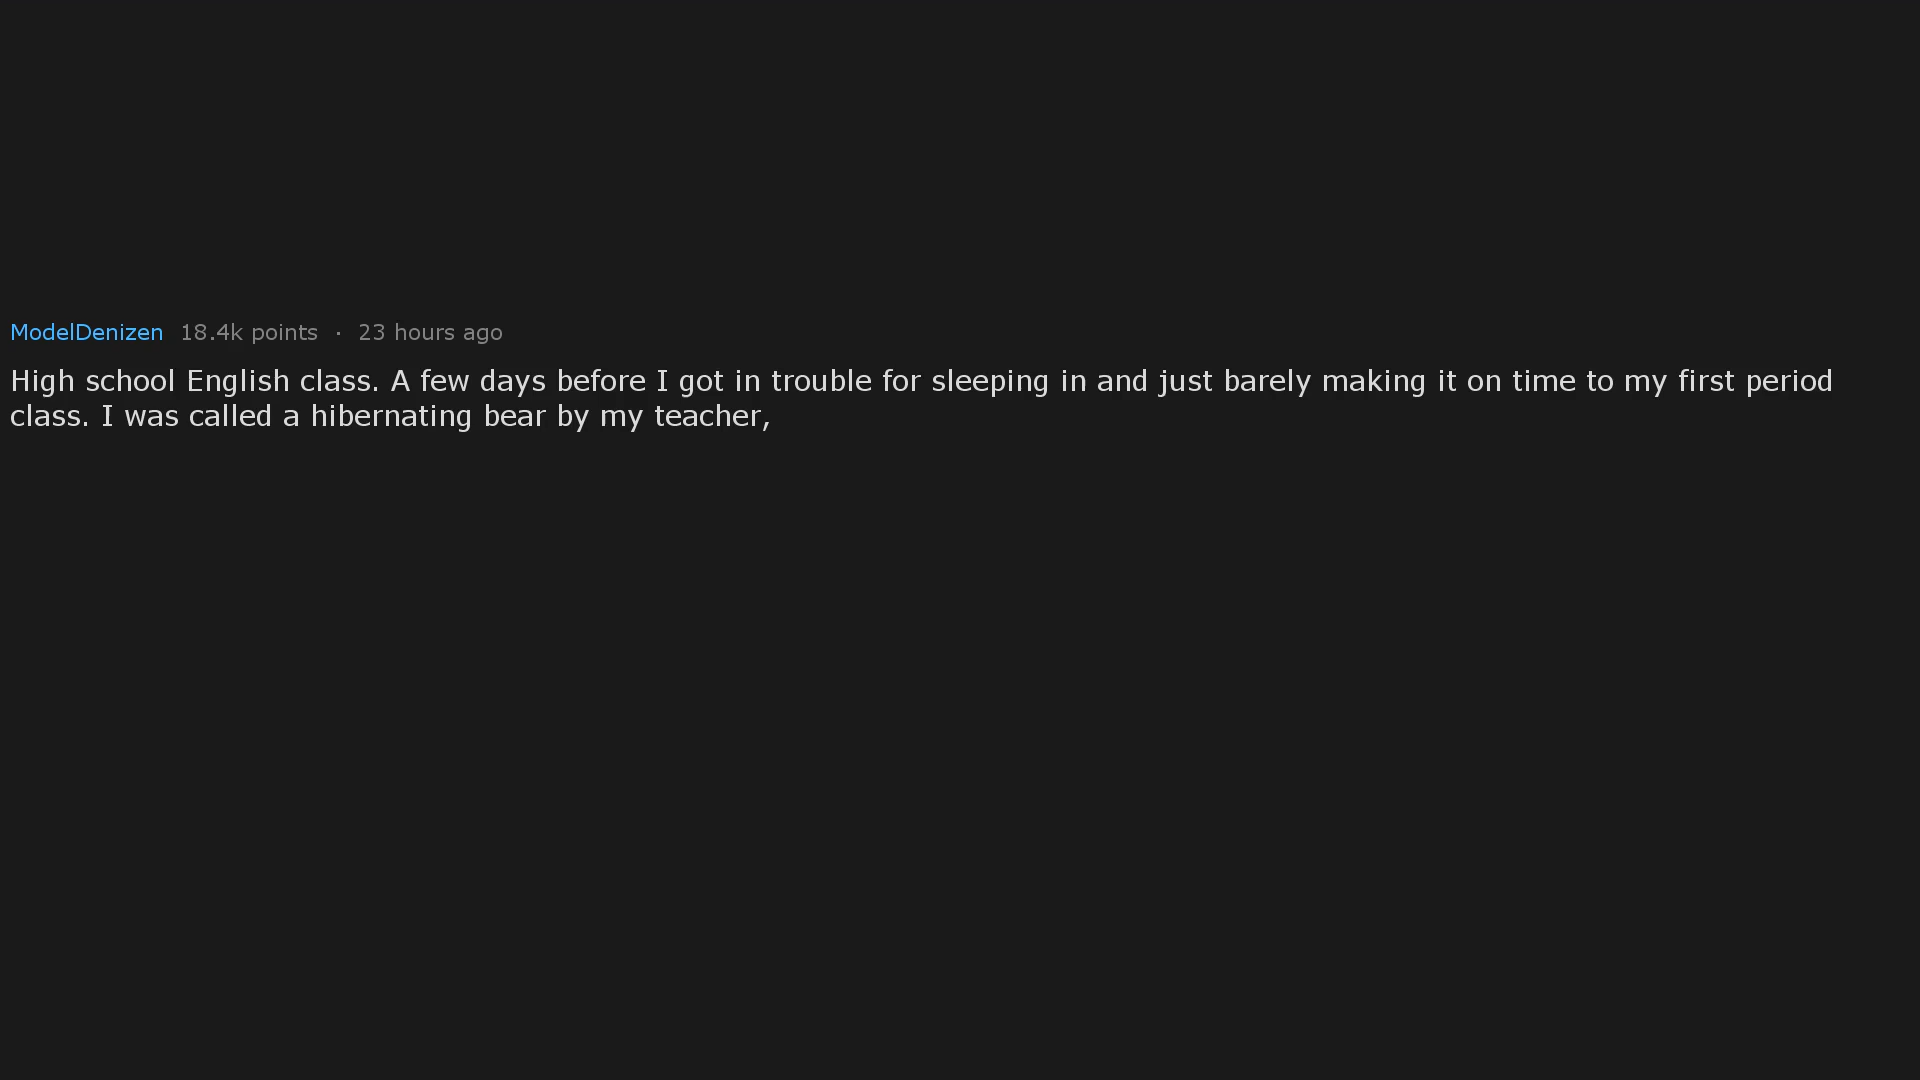 ModelDenizen 18.4k points · 23 hours ago
High school English class. A few days before I got in trouble for sleeping in and just barely making it on time to my first period
class. I was called a hibernating bear by my teacher,